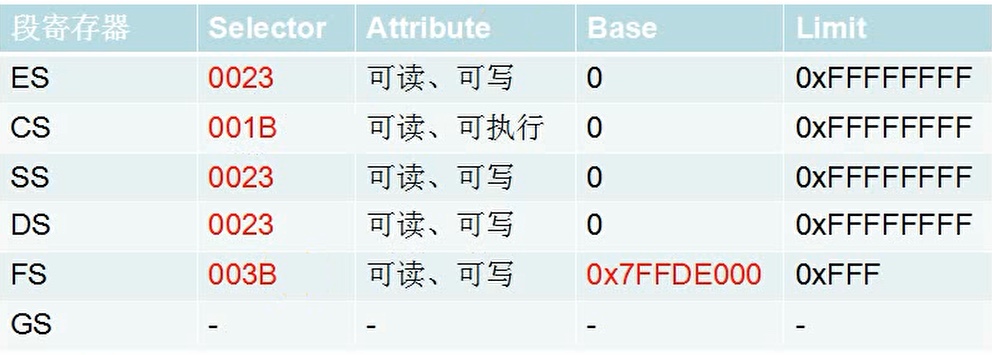 段寄存器 Selector Attribute Base Limit
ES 0023 可读、可写 0 0xFFFFFFFF
CS 001B 可读、可执行 0 0xFFFFFFFF
SS 0023 可读、可写 0 0xFFFFFFFF
DS 0023 可读、可写 0 0xFFFFFFFF
FS 003B 可读、可写 0x7FFDE000 0xFFF
GS - - - -